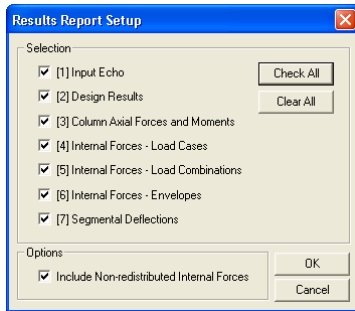 Results Report Setup
Selection
[1] Input Echo
Check All
[2] Design Results
Clear All
[3] Column Axial Forces and Moments
[4] Internal Forces - Load Cases
[5] Internal Forces - Load Combinations
[6] Internal Forces - Envelopes
[7] Segmental Deflections
Options
Include Non-redistributed Internal Forces
OK
Cancel